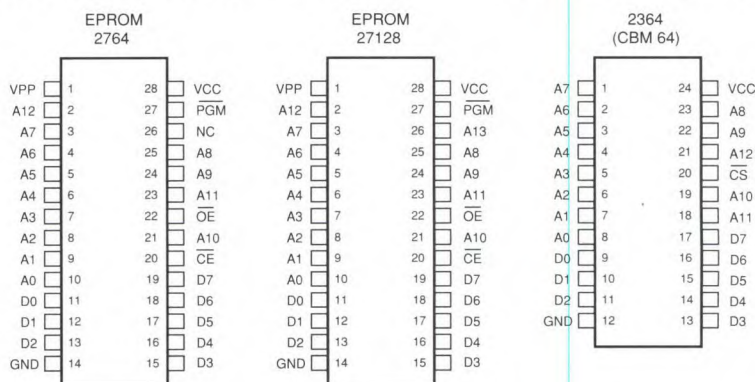 EPROM
2764
VPP 1 28 VCC
A12 2 27 PGM
A7 3 26 NC
A6 4 25 A8
A5 5 24 A9
A4 6 23 A11
A3 7 22 OE
A2 8 21 A10
A1 9 20 CE
A0 10 19 D7
D0 11 18 D6
D1 12 17 D5
D2 13 16 D4
GND 14 15 D3
EPROM
27128
VPP 1 28 VCC
A12 2 27 PGM
A7 3 26 A13
A6 4 25 A8
A5 5 24 A9
A4 6 23 A11
A3 7 22 OE
A2 8 21 A10
A1 9 20 CE
A0 10 19 D7
D0 11 18 D6
D1 12 17 D5
D2 13 16 D4
GND 14 15 D3
2364
(CBM 64)
A7 1 24 VCC
A6 2 23 A8
A5 3 22 A9
A4 4 21 A12
A3 5 20 CS
A2 6 19 A10
A1 7 18 A11
A0 8 17 D7
D0 9 16 D6
D1 10 15 D5
D2 11 14 D4
GND 12 13 D3